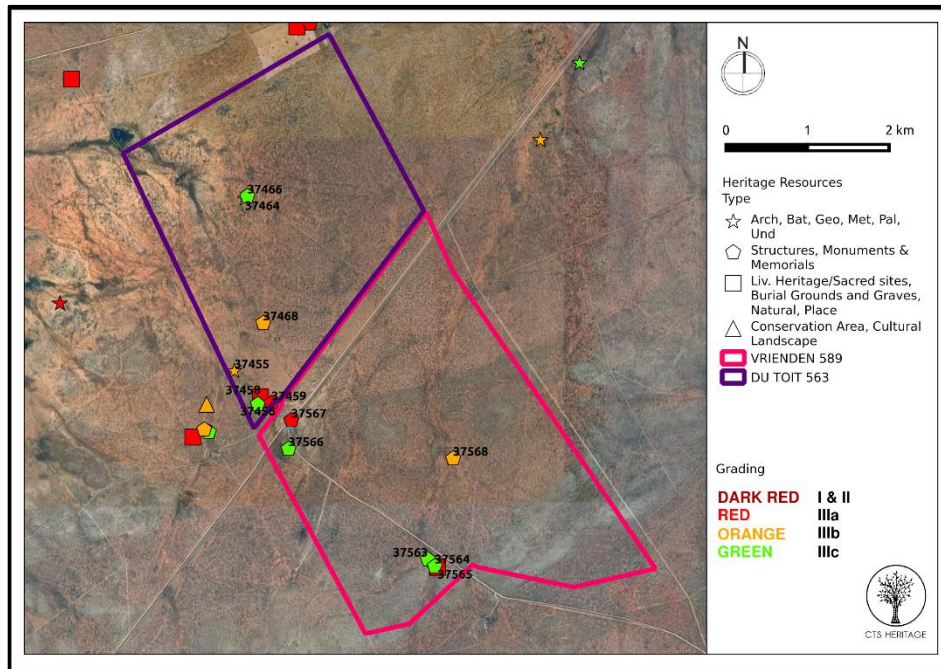 37466
37464
37468
37455
37458
37459
37456
37567
37566
37568
37563
37564
37565
N
0 1 2 km
Heritage Resources
Type
Arch, Bat, Geo, Met, Pal,
Und
Structures, Monuments &
Memorials
Liv. Heritage/Sacred sites,
Burial Grounds and Graves,
Natural, Place
Conservation Area, Cultural
Landscape
VRIENDEN 589
DU TOIT 563
Grading
DARK RED I & II
RED IIIa
ORANGE IIIb
GREEN IIIc
CTS HERITAGE